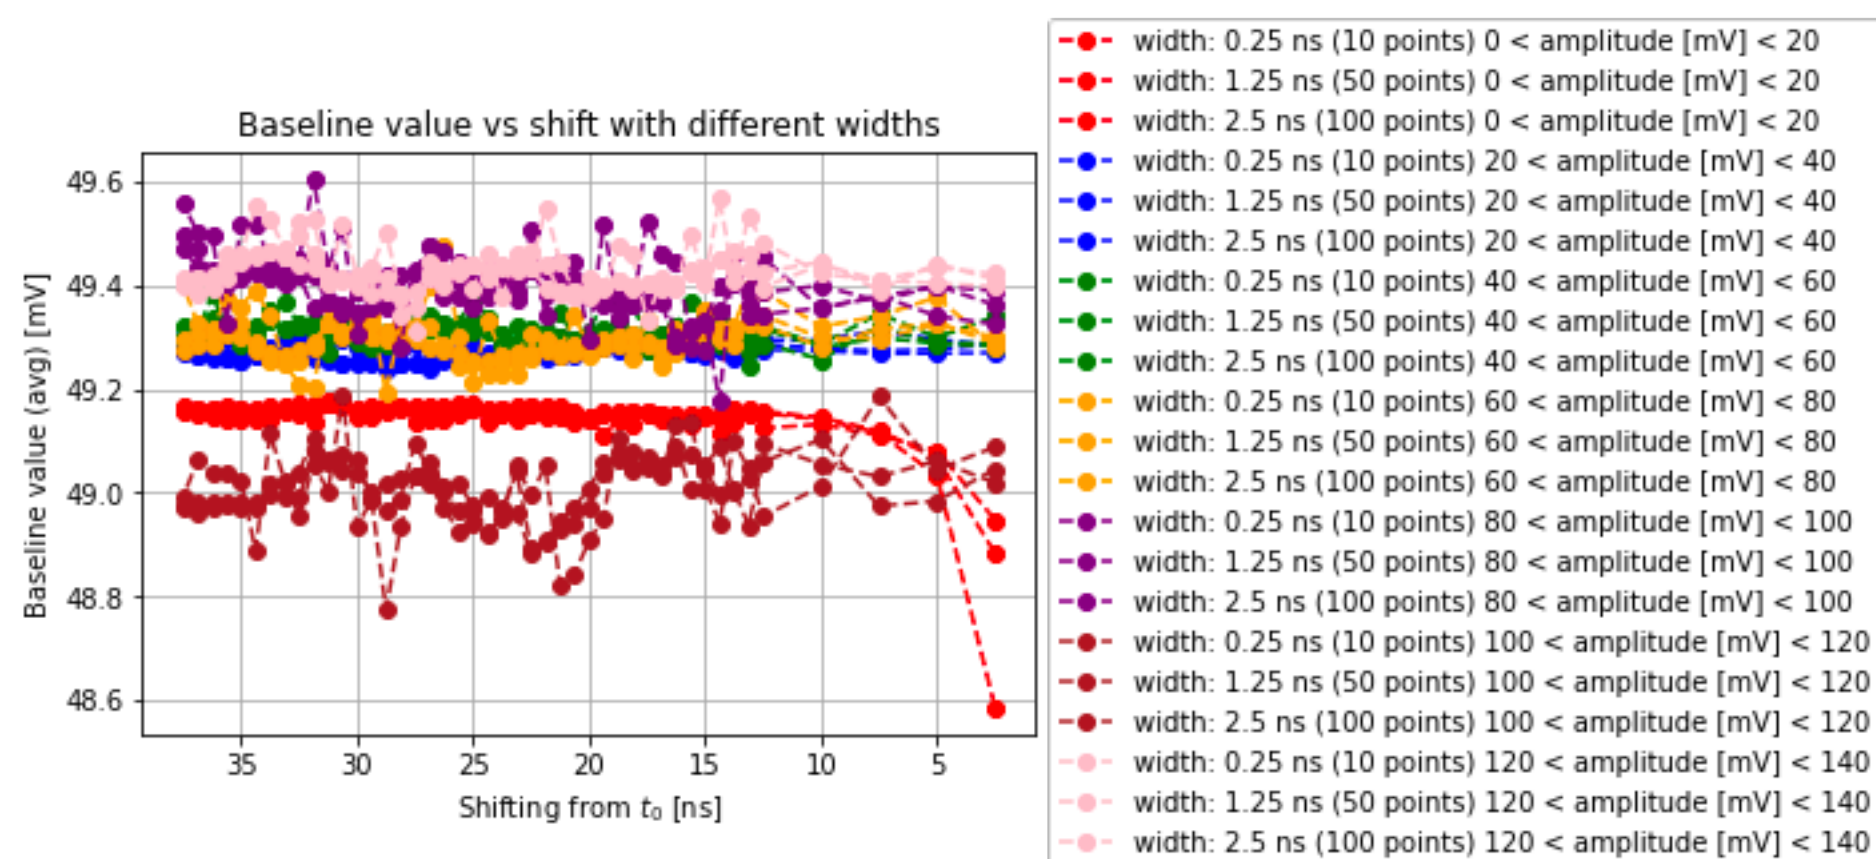 Baseline value vs shift with different widths
Baseline value (avg) [mV]
49.6
49.4
49.2
49.0
48.8
48.6
35 30 25 20 15 10 5
Shifting from t₀ [ns]
width: 0.25 ns (10 points) 0 < amplitude [mV] < 20
width: 1.25 ns (50 points) 0 < amplitude [mV] < 20
width: 2.5 ns (100 points) 0 < amplitude [mV] < 20
width: 0.25 ns (10 points) 20 < amplitude [mV] < 40
width: 1.25 ns (50 points) 20 < amplitude [mV] < 40
width: 2.5 ns (100 points) 20 < amplitude [mV] < 40
width: 0.25 ns (10 points) 40 < amplitude [mV] < 60
width: 1.25 ns (50 points) 40 < amplitude [mV] < 60
width: 2.5 ns (100 points) 40 < amplitude [mV] < 60
width: 0.25 ns (10 points) 60 < amplitude [mV] < 80
width: 1.25 ns (50 points) 60 < amplitude [mV] < 80
width: 2.5 ns (100 points) 60 < amplitude [mV] < 80
width: 0.25 ns (10 points) 80 < amplitude [mV] < 100
width: 1.25 ns (50 points) 80 < amplitude [mV] < 100
width: 2.5 ns (100 points) 80 < amplitude [mV] < 100
width: 0.25 ns (10 points) 100 < amplitude [mV] < 120
width: 1.25 ns (50 points) 100 < amplitude [mV] < 120
width: 2.5 ns (100 points) 100 < amplitude [mV] < 120
width: 0.25 ns (10 points) 120 < amplitude [mV] < 140
width: 1.25 ns (50 points) 120 < amplitude [mV] < 140
width: 2.5 ns (100 points) 120 < amplitude [mV] < 140